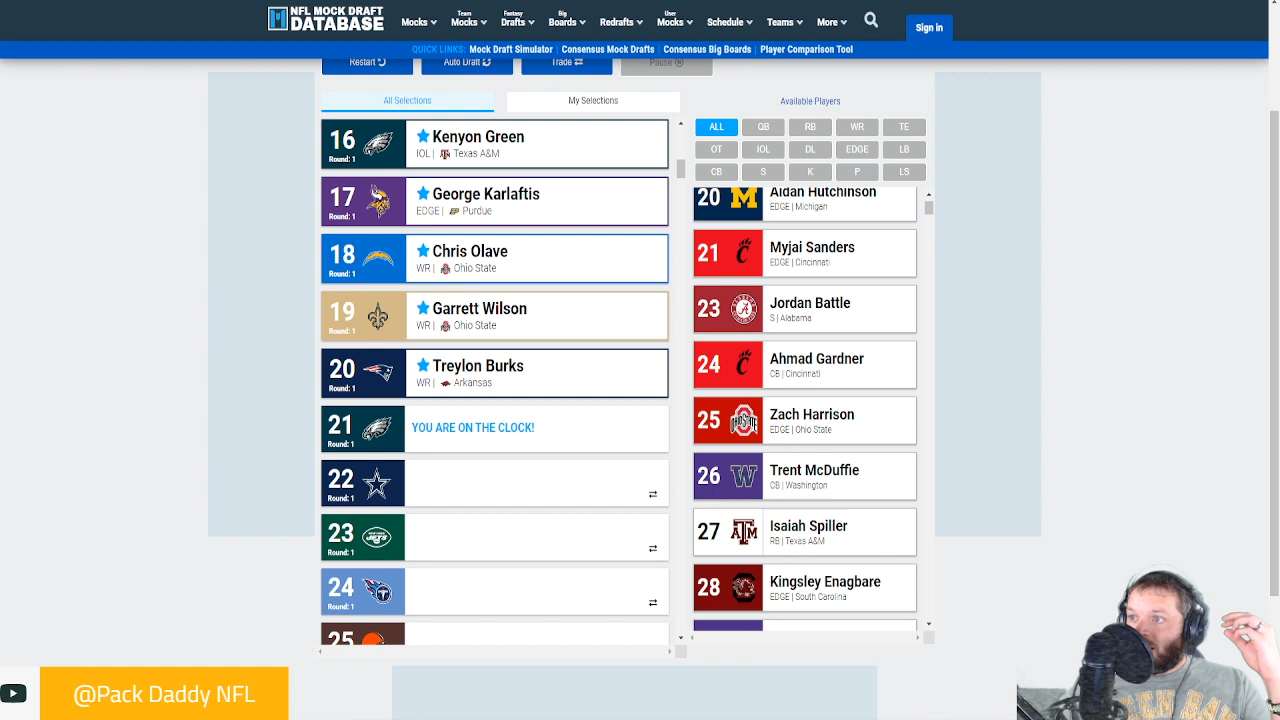 NFL MOCK DRAFT
DATABASE
Mocks
Team
Mocks
Fantasy
Drafts
Big
Boards
Redrafts
User
Mocks
Schedule
Teams
More
Sign in
QUICK LINKS: Mock Draft Simulator Consensus Mock Drafts Consensus Big Boards Player Comparison Tool
Restart
Auto Draft
Trade
Pause
All Selections
My Selections
Available Players
ALL QB RB WR TE
OT IOL DL EDGE LB
CB S K P LS
16
Round: 1
Kenyon Green
IOL | Texas A&M
17
Round: 1
George Karlaftis
EDGE | Purdue
18
Round: 1
Chris Olave
WR | Ohio State
19
Round: 1
Garrett Wilson
WR | Ohio State
20
Round: 1
Treylon Burks
WR | Arkansas
21
Round: 1
YOU ARE ON THE CLOCK!
22
Round: 1
23
Round: 1
24
Round: 1
25
20
Aidan Hutchinson
EDGE | Michigan
21
Myjai Sanders
EDGE | Cincinnati
23
Jordan Battle
S | Alabama
24
Ahmad Gardner
CB | Cincinnati
25
Zach Harrison
EDGE | Ohio State
26
Trent McDuffie
CB | Washington
27
Isaiah Spiller
RB | Texas A&M
28
Kingsley Enagbare
EDGE | South Carolina
@Pack Daddy NFL